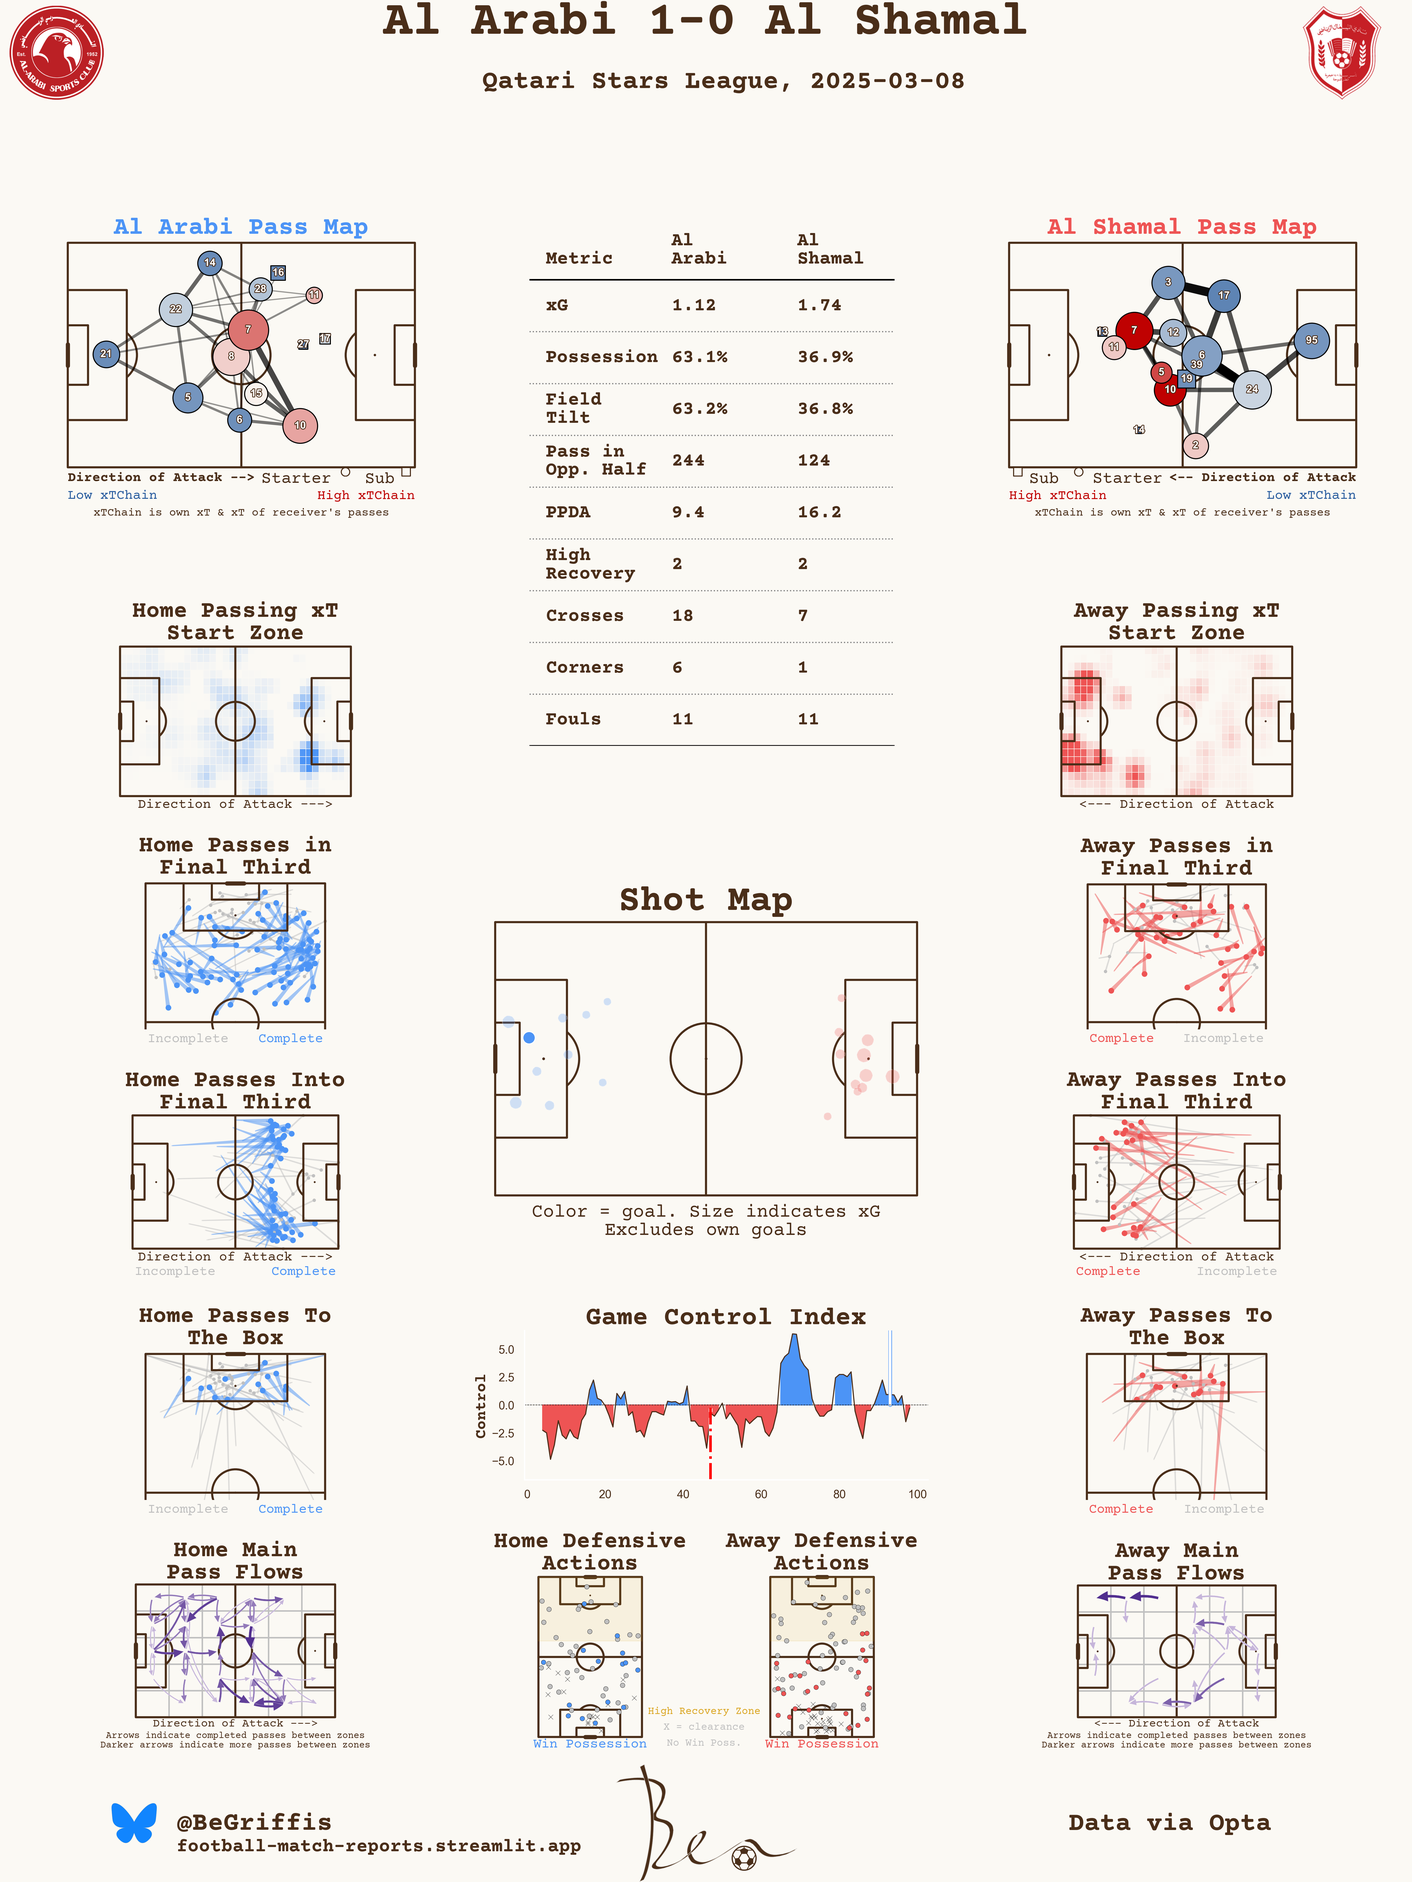 Al Arabi 1-0 Al Shamal
Qatari Stars League, 2025-03-08
Est. 1952
AL-ARABI SPORTS CLUB
Al Arabi Pass Map
14
16
28
11
22
7
27
17
21
8
5
15
6
10
Direction of Attack --> Starter Sub
Low xTChain High xTChain
xTChain is own xT & xT of receiver's passes
Metric Al Arabi Al Shamal
xG 1.12 1.74
Possession 63.1% 36.9%
Field Tilt 63.2% 36.8%
Pass in Opp. Half 244 124
PPDA 9.4 16.2
High Recovery 2 2
Crosses 18 7
Corners 6 1
Fouls 11 11
Al Shamal Pass Map
3
17
13
7
12
95
11
6
39
5
19
10
24
14
2
Sub Starter <-- Direction of Attack
High xTChain Low xTChain
xTChain is own xT & xT of receiver's passes
Home Passing xT
Start Zone
Direction of Attack --->
Away Passing xT
Start Zone
<--- Direction of Attack
Home Passes in
Final Third
Incomplete Complete
Away Passes in
Final Third
Complete Incomplete
Shot Map
Color = goal. Size indicates xG
Excludes own goals
Home Passes Into
Final Third
Direction of Attack --->
Incomplete Complete
Away Passes Into
Final Third
<--- Direction of Attack
Complete Incomplete
Home Passes To
The Box
Incomplete Complete
Game Control Index
Control
5.0
2.5
0.0
−2.5
−5.0
0 20 40 60 80 100
Away Passes To
The Box
Complete Incomplete
Home Main
Pass Flows
Direction of Attack --->
Arrows indicate completed passes between zones
Darker arrows indicate more passes between zones
Home Defensive
Actions
Win Possession
High Recovery Zone
X = clearance
No Win Poss.
Away Defensive
Actions
Win Possession
Away Main
Pass Flows
<--- Direction of Attack
Arrows indicate completed passes between zones
Darker arrows indicate more passes between zones
@BeGriffis
football-match-reports.streamlit.app
Ben
Data via Opta